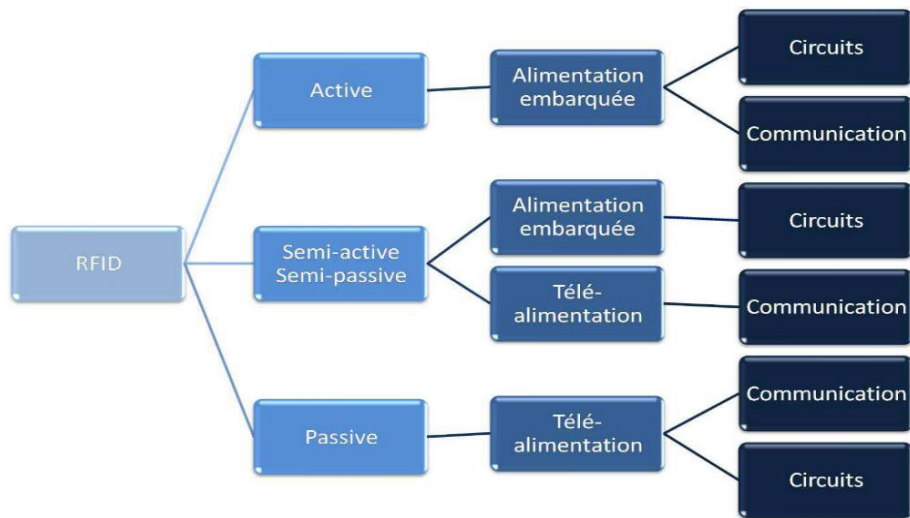 RFID
Active
Alimentation
embarquée
Circuits
Communication
Semi-active
Semi-passive
Alimentation
embarquée
Circuits
Télé-
alimentation
Communication
Passive
Télé-
alimentation
Communication
Circuits